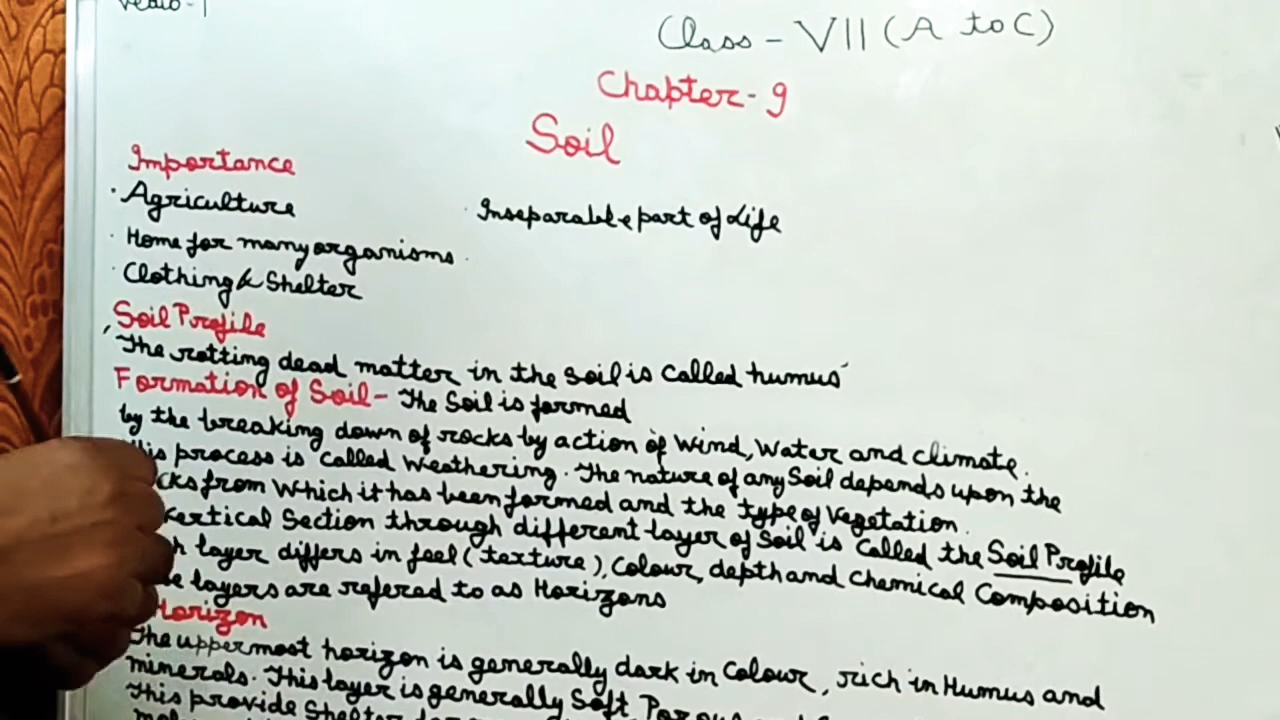 Class - VII (A to C)
Chapter - 9
Soil
Importance
· Agriculture
· Inseparable part of Life
· Home for many organisms
· Clothing & Shelter
Soil Profile
The rotting dead matter in the soil is called humus
Formation of Soil - The Soil is formed
by the breaking down of rocks by action of wind, Water and climate.
process is called Weathering. The nature of any Soil depends upon the
from Which it has been formed and the type of Vegetation.
Vertical Section through different layer of Soil is Called the Soil Profile
layer differs in feel (texture), Colour, depth and Chemical Composition
layers are refered to as Horizons
Horizon
The uppermost horizon is generally dark in Colour, rich in Humus and
minerals. This layer is generally Soft Porous and
This provide Shelter for